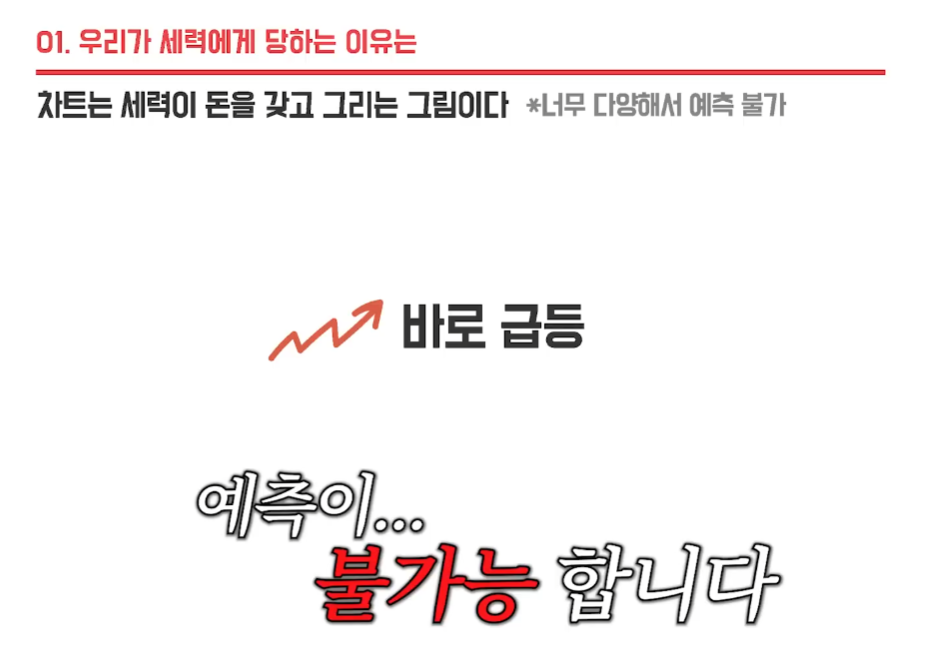 01. 우리가 세력에게 당하는 이유는
차트는 세력이 돈을 갖고 그리는 그림이다 *너무 다양해서 예측 불가
바로 급등
예측이...
불가능 합니다